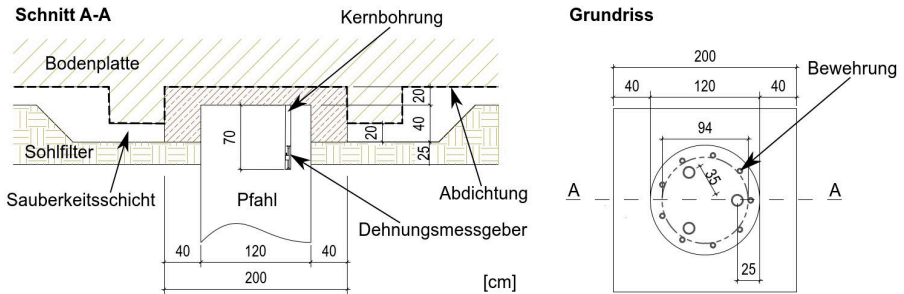 Schnitt A-A
Kernbohrung
Grundriss
Bodenplatte
200
Bewehrung
40
120
40
20
40
20
25
70
94
35
Sohlfilter
Sauberkeitsschicht
Pfahl
Abdichtung
A
A
Dehnungsmessgeber
40
120
40
25
200
[cm]